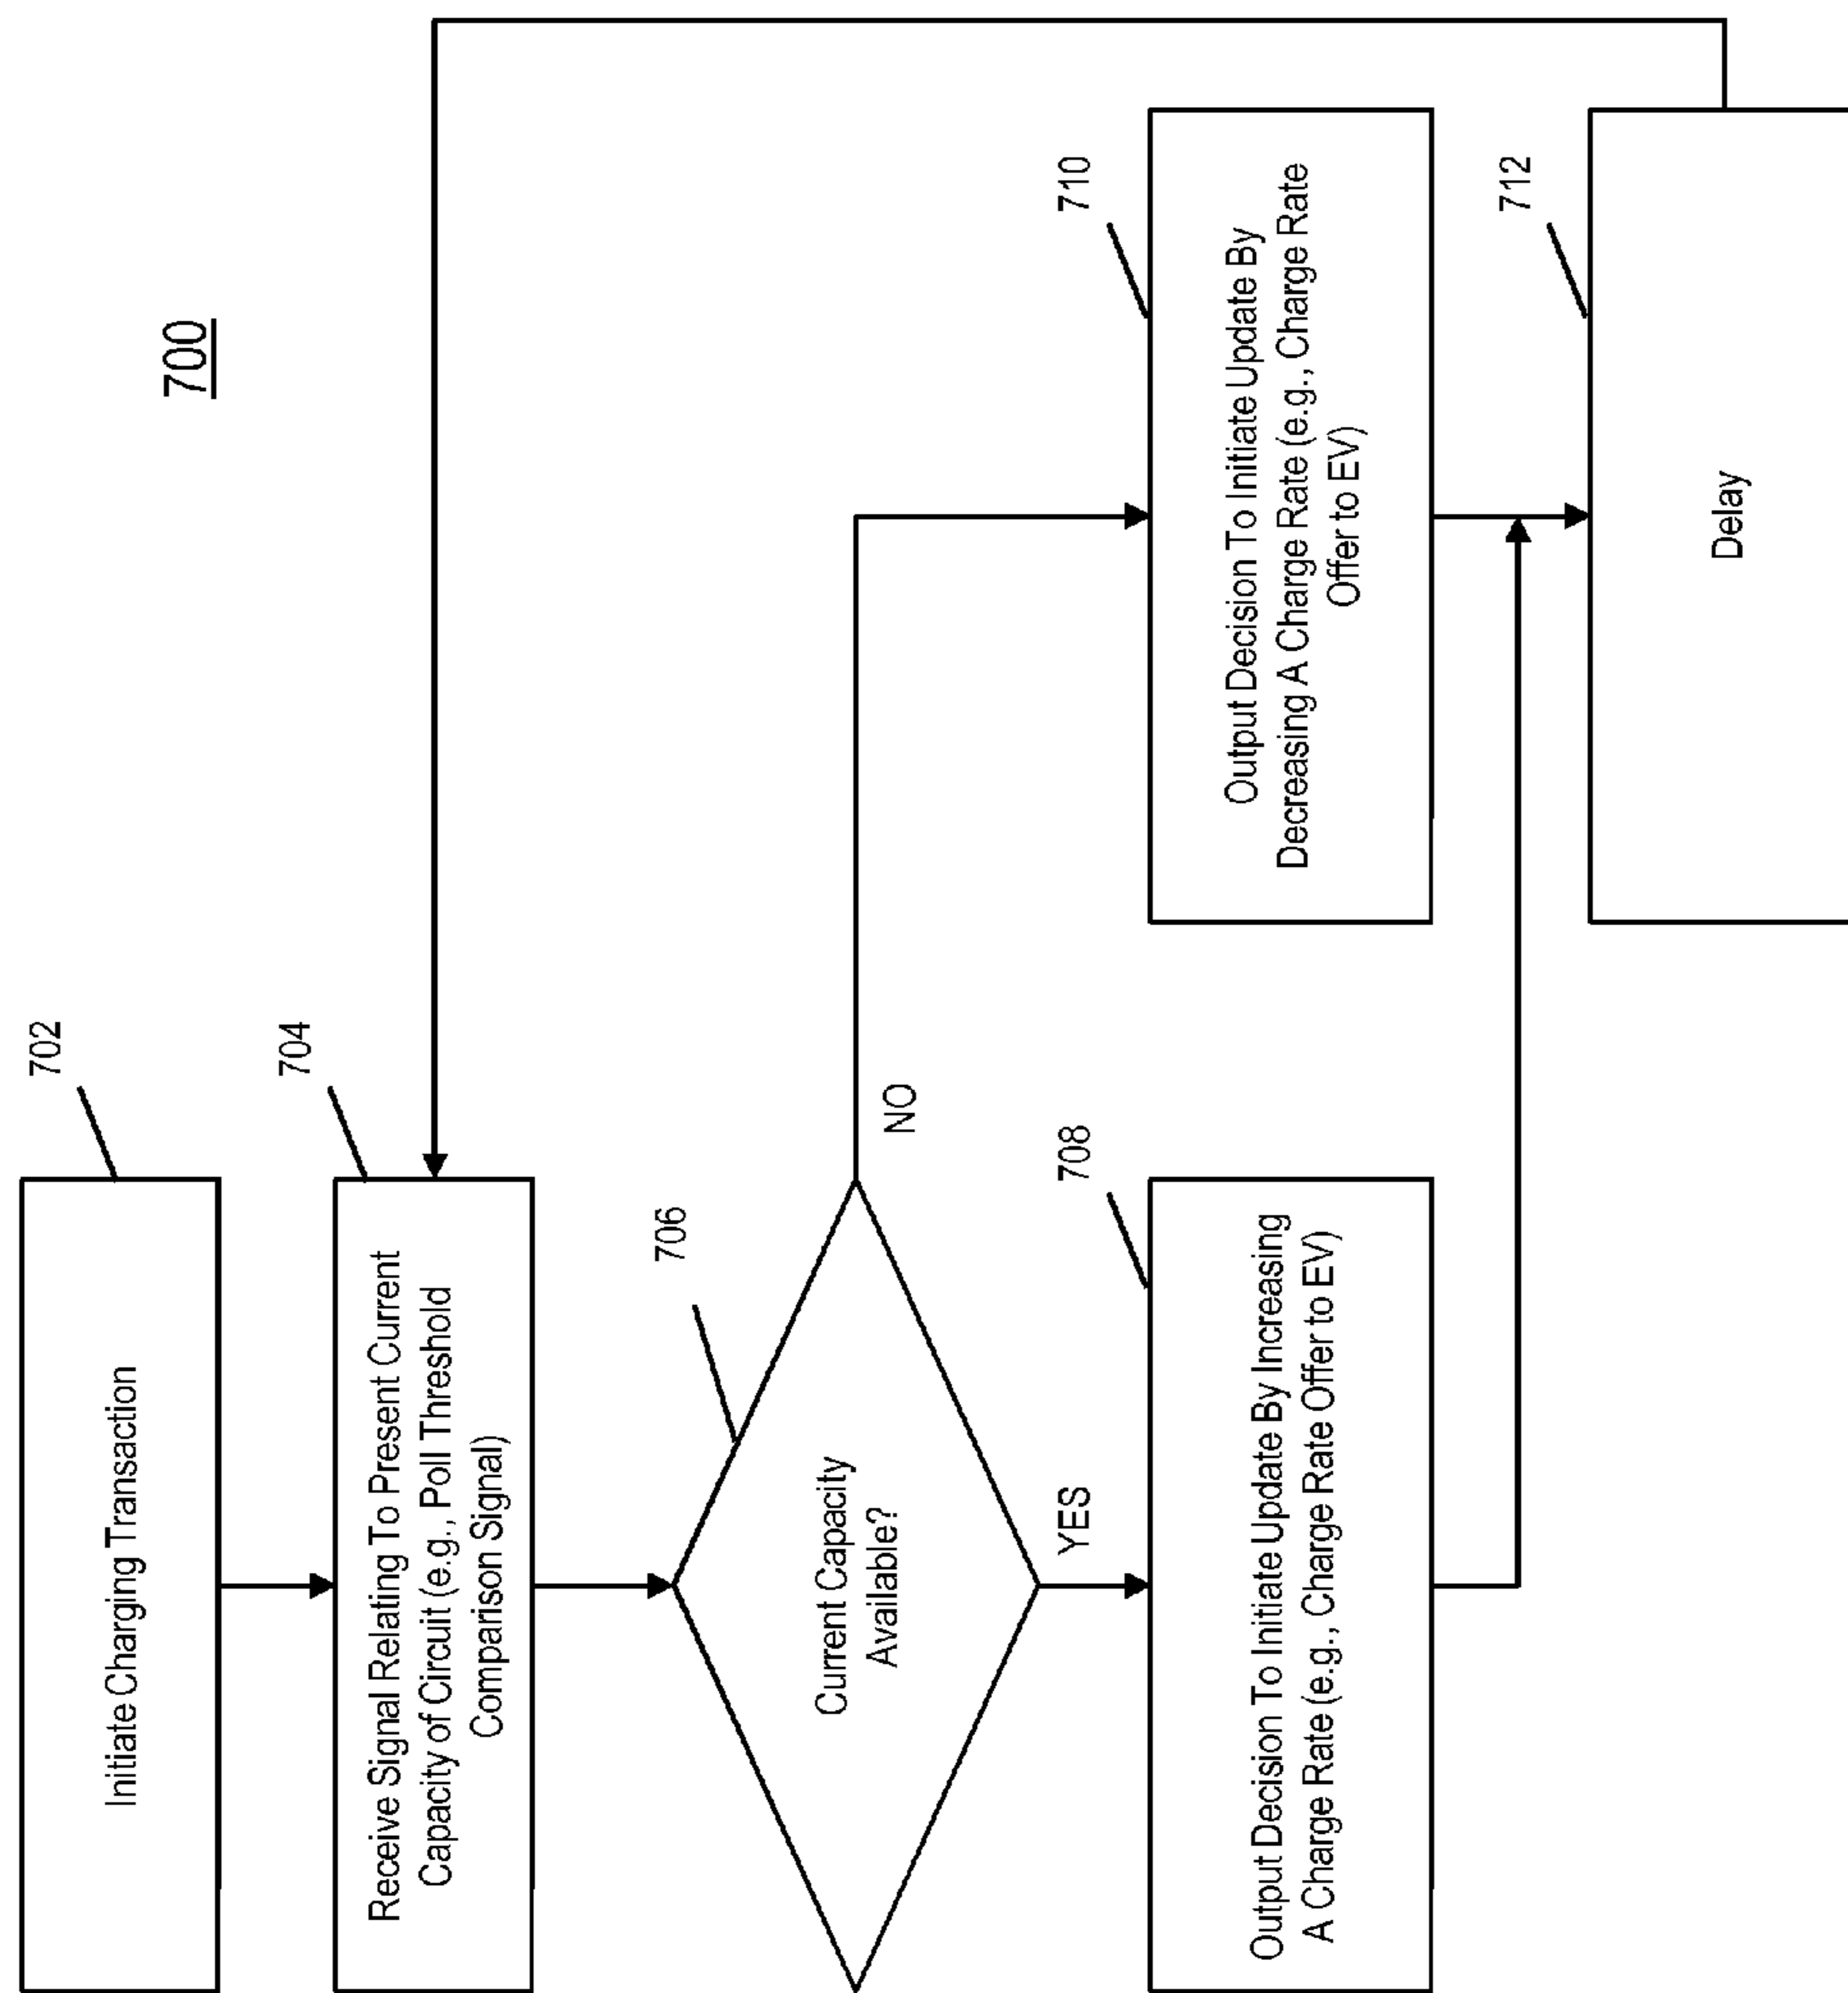 700
702
Initiate Charging Transaction
704
Receive Signal Relating To Present Current
Capacity of Circuit (e.g., Poll Threshold
Comparison Signal)
706
Current Capacity
Available?
NO
YES
708
Output Decision To Initiate Update By Increasing
A Charge Rate (e.g., Charge Rate Offer to EV)
710
Output Decision To Initiate Update By
Decreasing A Charge Rate (e.g., Charge Rate
Offer to EV)
712
Delay